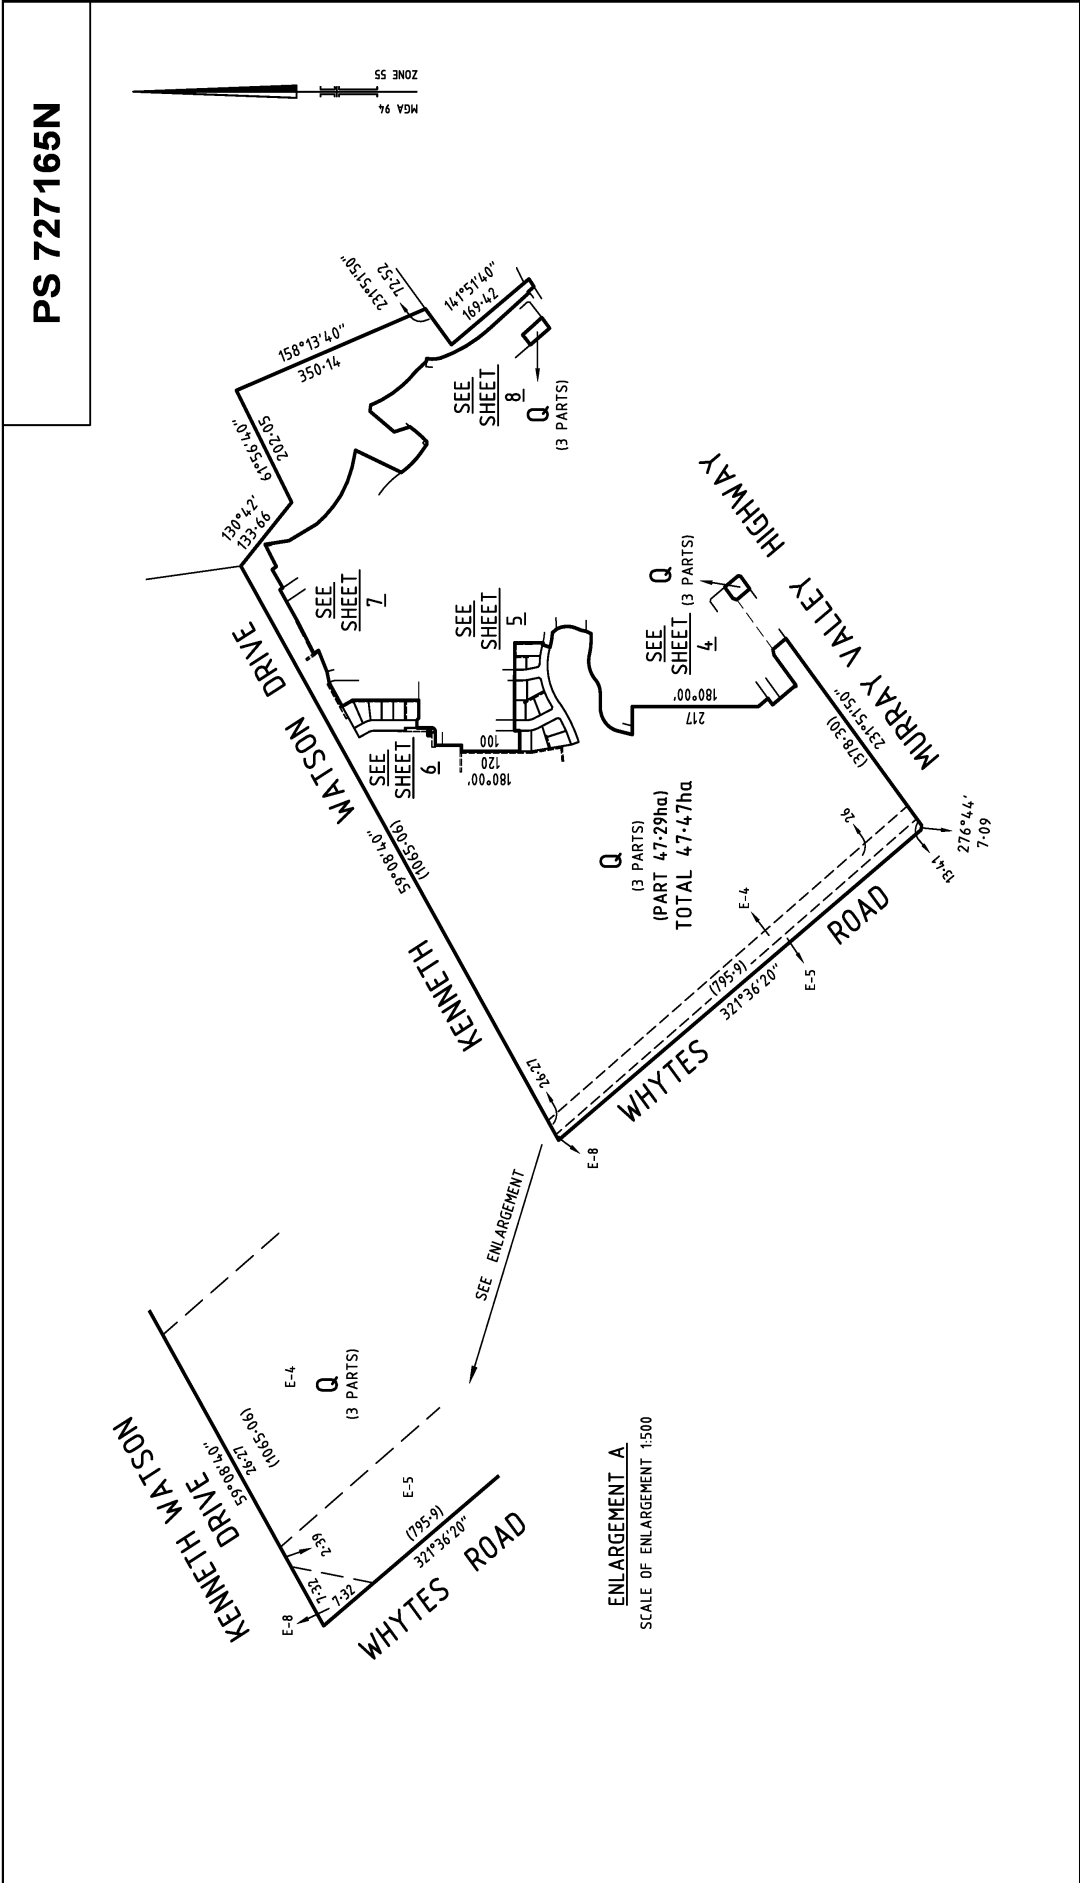 PS 727165N
MGA 94
ZONE 55
KENNETH WATSON DRIVE
59°08'40"
(1065·06)
130°42'
133·66
61°56'40"
202·05
158°13'40"
350·14
231°51'50"
72·52
141°51'40"
169·42
SEE
SHEET
8
Q
(3 PARTS)
SEE
SHEET
7
SEE
SHEET
5
SEE
SHEET
6
SEE
SHEET
4
Q
(3 PARTS)
100
120
180°00'
217
180°00'
Q
(3 PARTS)
(PART 47·29ha)
TOTAL 47·47ha
MURRAY VALLEY HIGHWAY
231°51'50"
(378·30)
276°44'
7·09
13·41
26
E-4
E-5
(795·9)
321°36'20"
WHYTES ROAD
26·27
E-8
SEE ENLARGEMENT
KENNETH WATSON
DRIVE
59°08'40"
26·27
(1065·06)
E-4
Q
(3 PARTS)
E-5
2·39
7·32
7·32
E-8
(795·9)
321°36'20"
WHYTES ROAD
ENLARGEMENT A
SCALE OF ENLARGEMENT 1:500